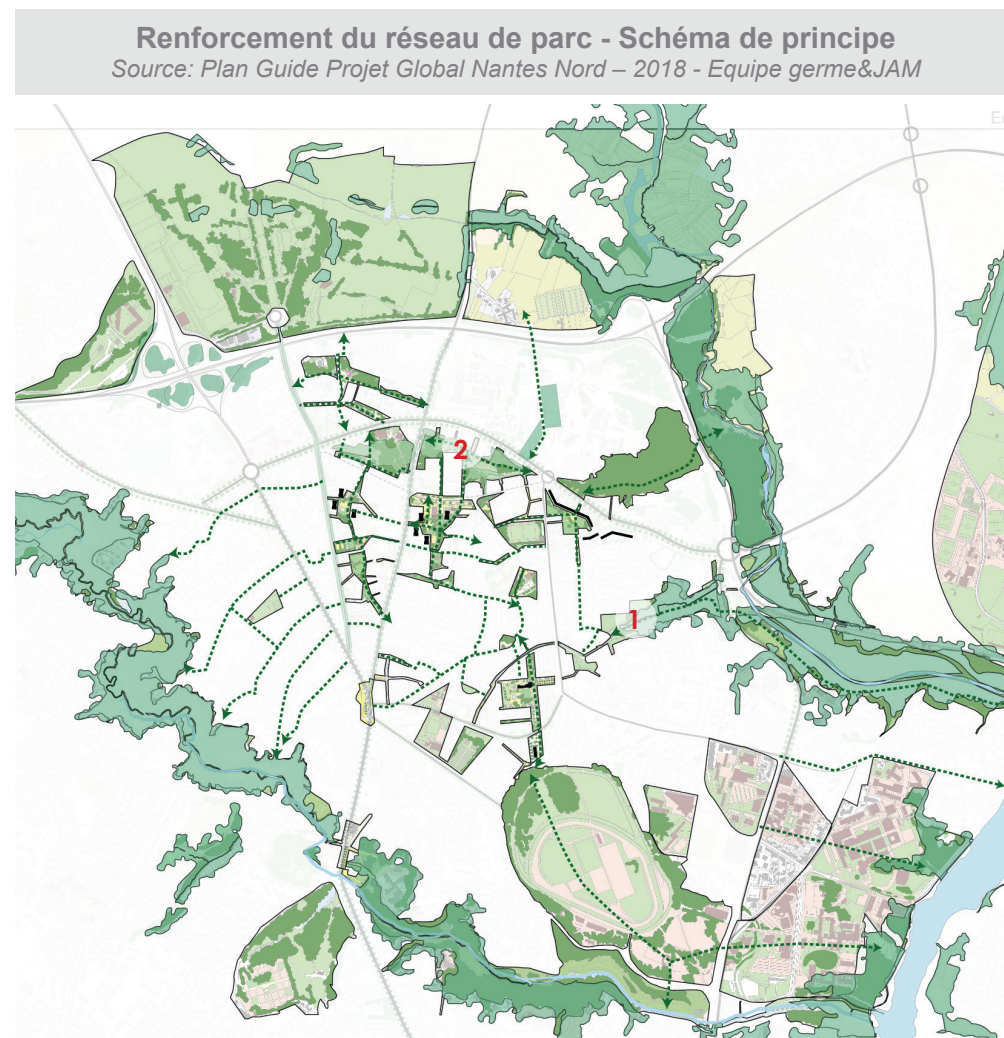 Renforcement du réseau de parc - Schéma de principe
Source: Plan Guide Projet Global Nantes Nord – 2018 - Equipe germe&JAM
2
1